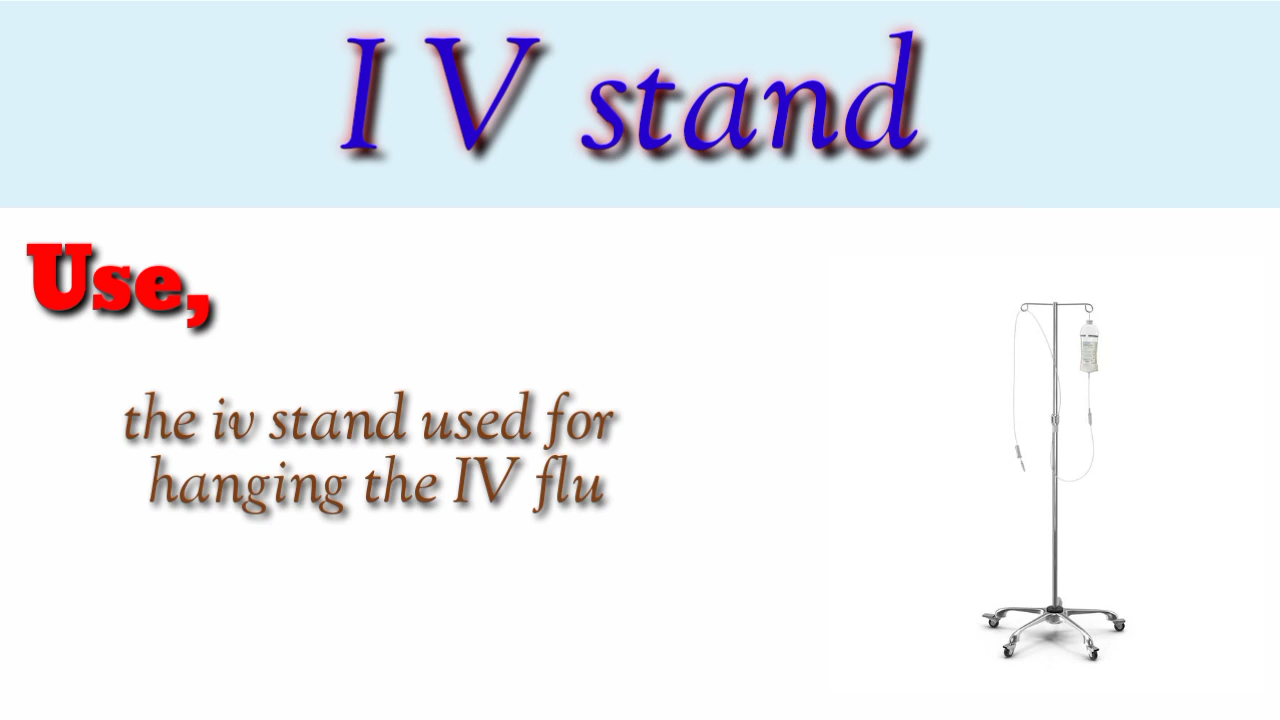 I V stand
Use,
the iv stand used for
hanging the IV flu